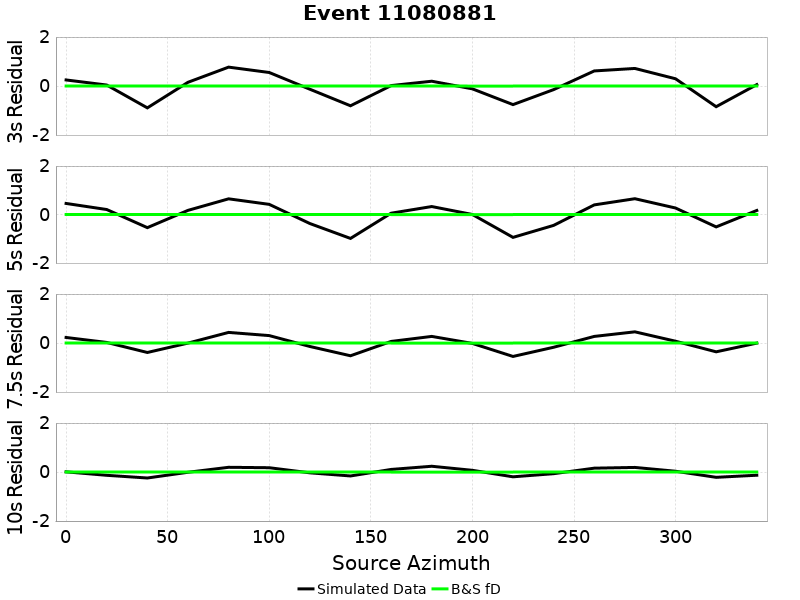 Event 11080881
3s Residual
2
0
-2
5s Residual
2
0
-2
7.5s Residual
2
0
-2
10s Residual
2
0
-2
0 50 100 150 200 250 300
Source Azimuth
Simulated Data B&S fD